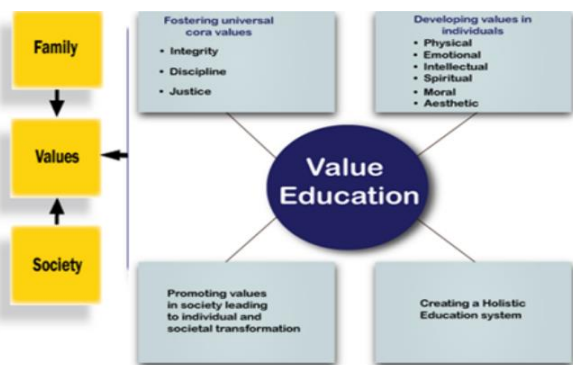 Family
Values
Society
Fostering universal
cora values
• Integrity
• Discipline
• Justice
Developing values in
individuals
• Physical
• Emotional
• Intellectual
• Spiritual
• Moral
• Aesthetic
Value
Education
Promoting values
in society leading
to individual and
societal transformation
Creating a Holistic
Education system